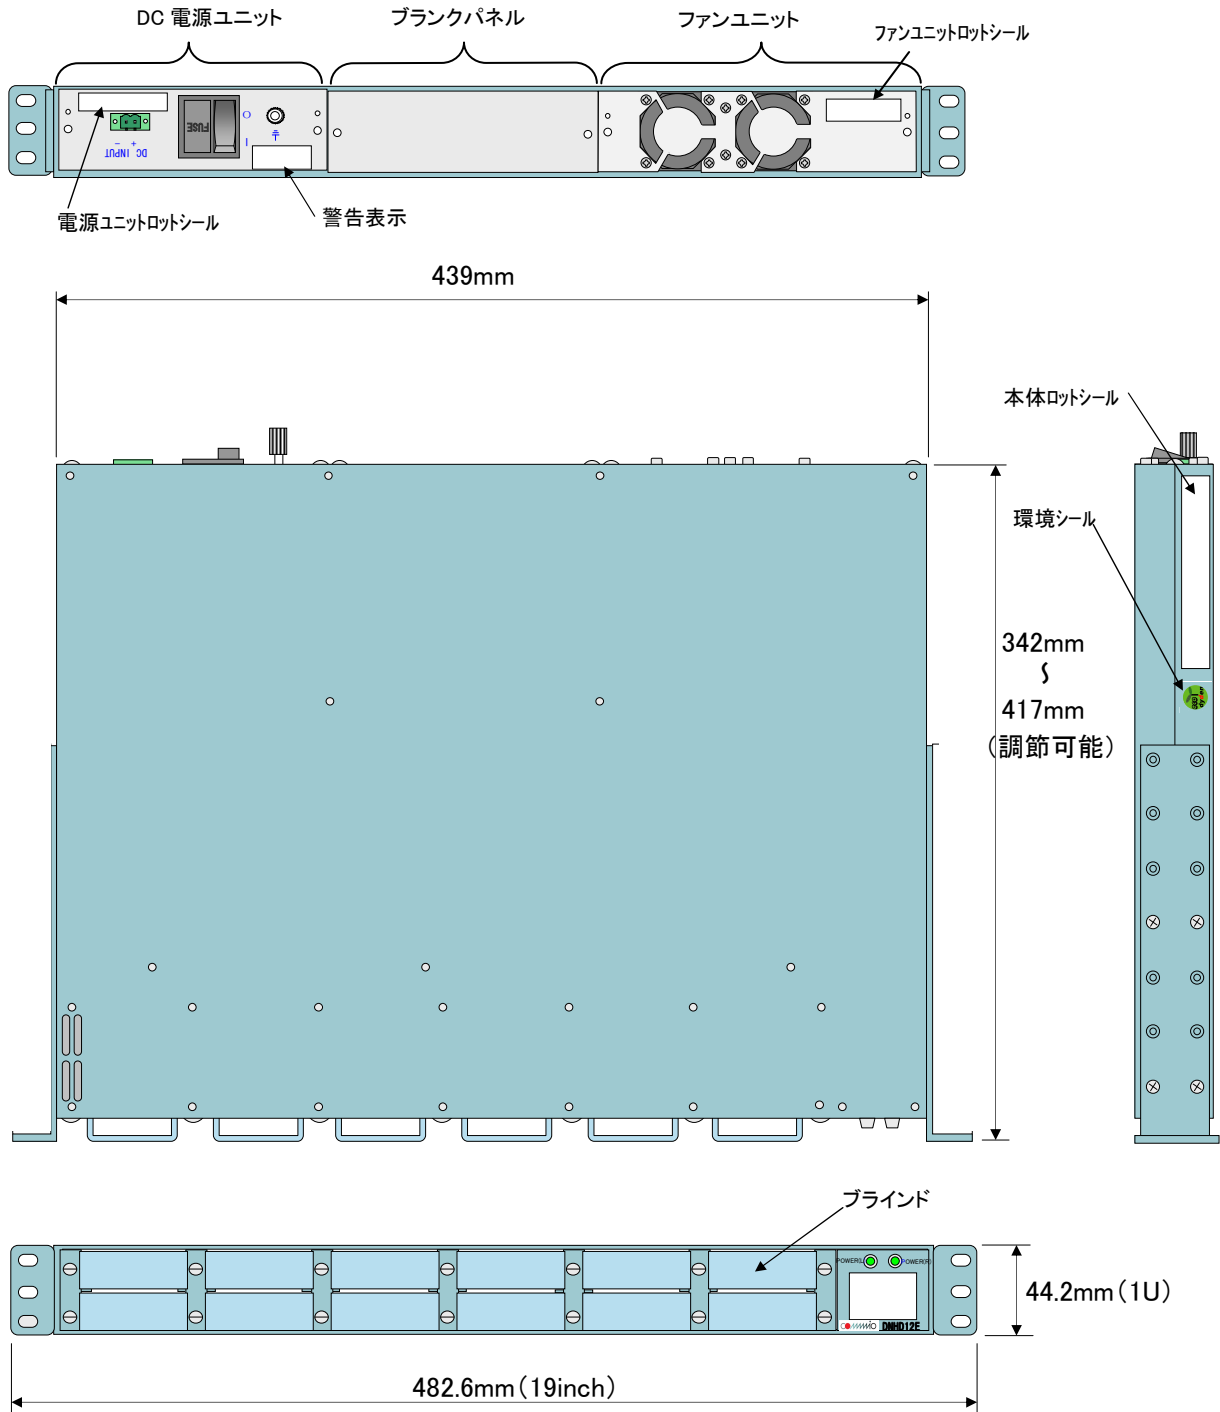 DC 電源ユニット
ブランクパネル
ファンユニット
ファンユニットロットシール
FUSE
DC INPUT
- +
O
I
電源ユニットロットシール
警告表示
439mm
本体ロットシール
環境シール
342mm
〜
417mm
(調節可能)
ブラインド
POWER(L)
POWER(R)
DNHD12E
44.2mm(1U)
482.6mm(19inch)